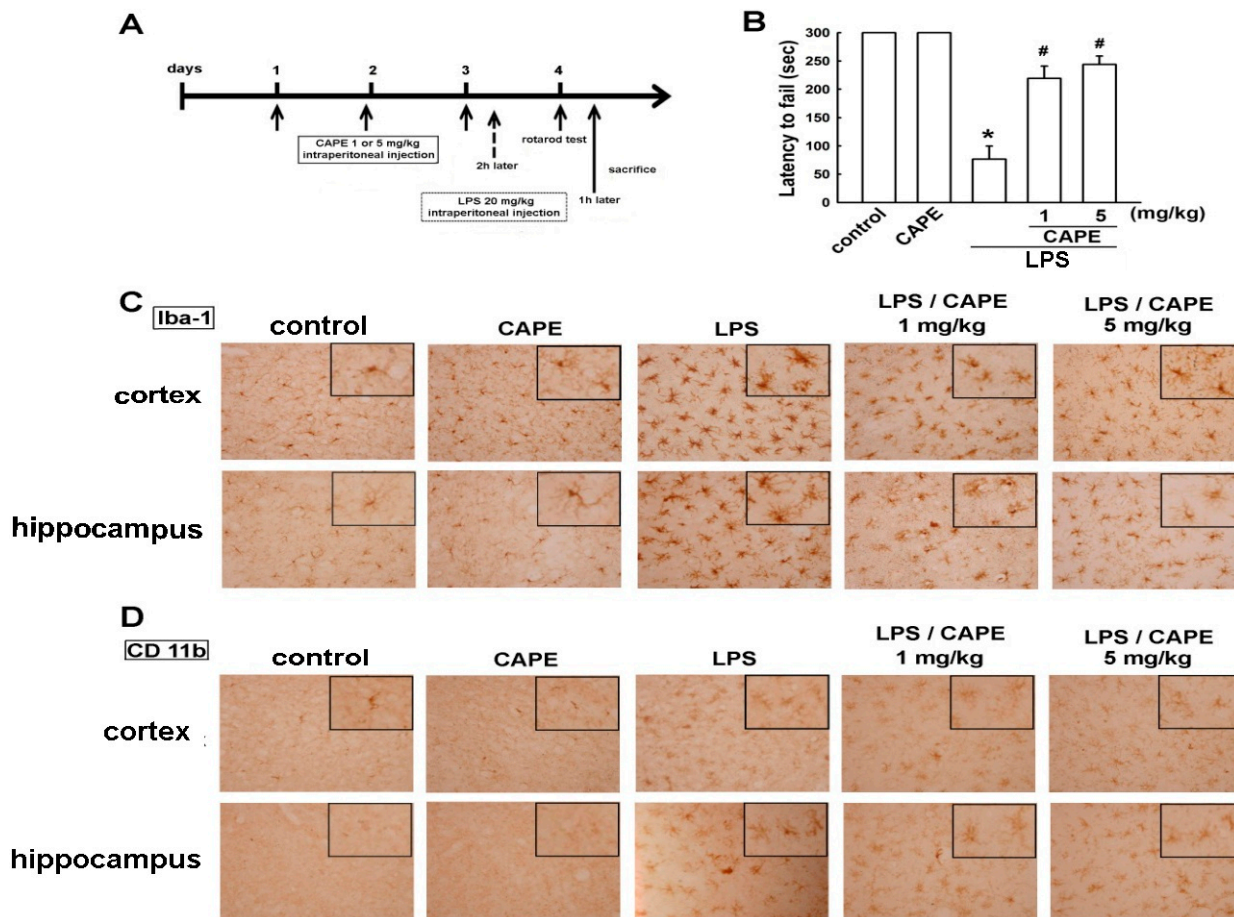 A
days
1 2 3 4
CAPE 1 or 5 mg/kg
intraperitoneal injection
2h later
rotarod test
sacrifice
LPS 20 mg/kg
intraperitoneal injection
1h later
B
Latency to fail (sec)
300
250
200
150
100
50
0
*
#
#
control
CAPE
1 5 (mg/kg)
CAPE
LPS
C
Iba-1
control CAPE LPS LPS / CAPE 1 mg/kg LPS / CAPE 5 mg/kg
cortex
hippocampus
D
CD 11b
control CAPE LPS LPS / CAPE 1 mg/kg LPS / CAPE 5 mg/kg
cortex
hippocampus